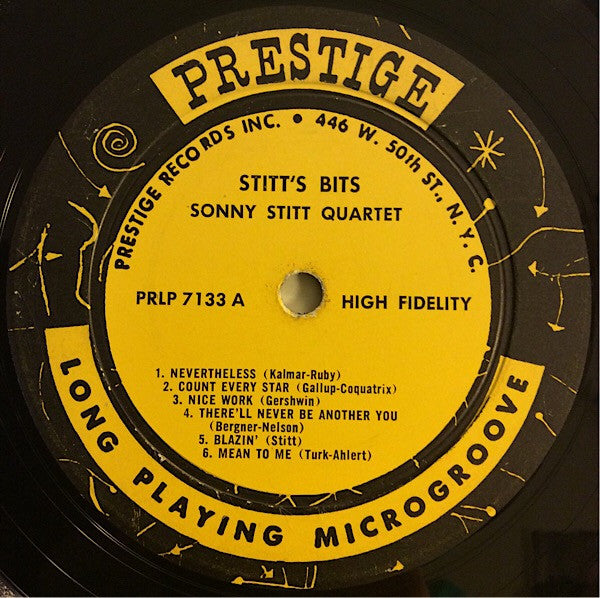 PRESTIGE
PRESTIGE RECORDS INC. • 446 W. 50th ST., N. Y. C.
STITT'S BITS
SONNY STITT QUARTET
PRLP 7133 A
HIGH FIDELITY
1. NEVERTHELESS (Kalmar-Ruby)
2. COUNT EVERY STAR (Gallup-Coquatrix)
3. NICE WORK (Gershwin)
4. THERE'LL NEVER BE ANOTHER YOU
(Bergner-Nelson)
5. BLAZIN' (Stitt)
6. MEAN TO ME (Turk-Ahlert)
LONG PLAYING MICROGROOVE